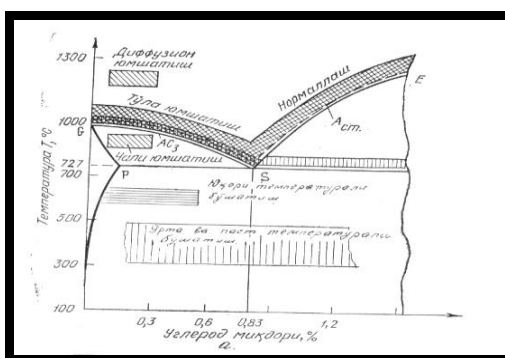 1300
Диффузион
юмшатиш
E
Тўла юмшатиш
Нормаллаш
Aст.
1000
G
AC3
Чала юмшатиш
727
700
P
S
Юқори температурали
бўшатиш
500
Ўрта ва паст температурали
бўшатиш
300
100
0,3
0,6
0,83
1,2
Температура T,°C
Углерод миқдори, %
а.